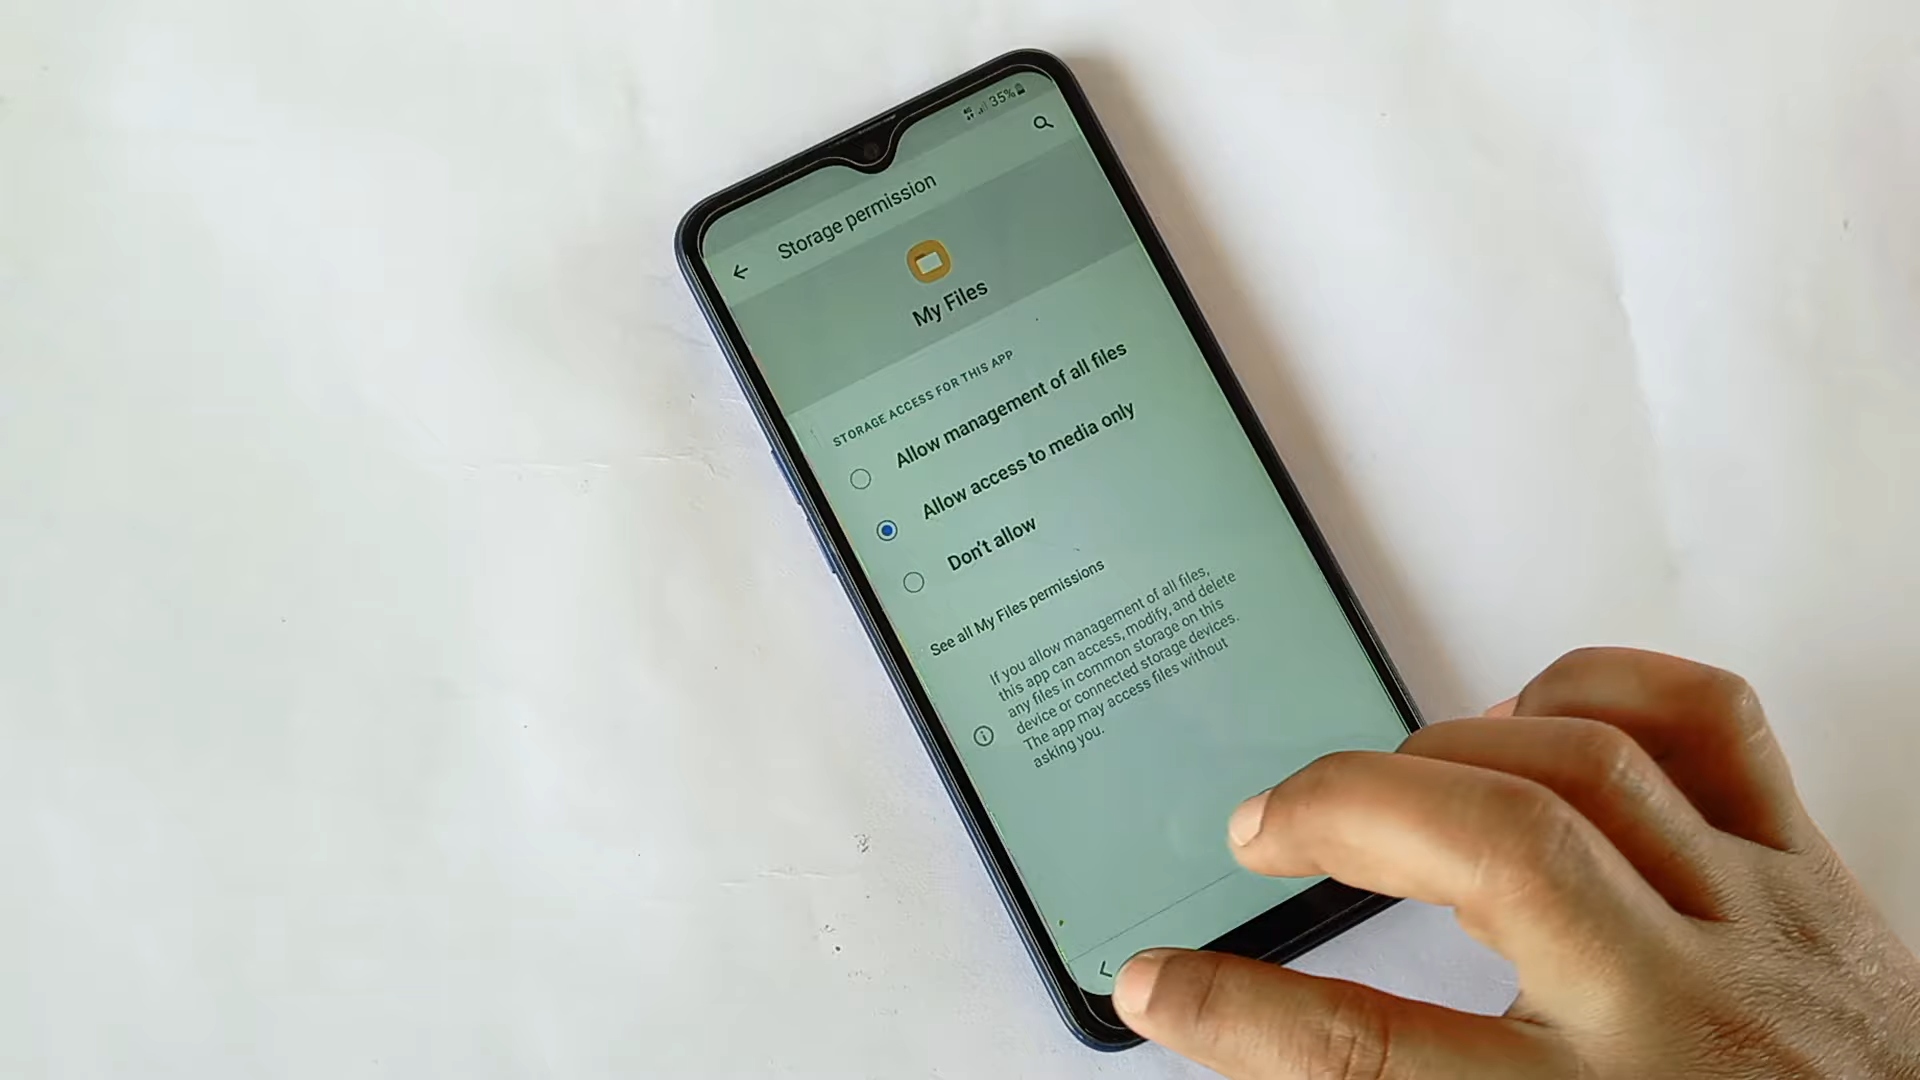 35%
Storage permission
My Files
STORAGE ACCESS FOR THIS APP
Allow management of all files
Allow access to media only
Don't allow
See all My Files permissions
If you allow management of all files,
this app can access, modify, and delete
any files in common storage on this
device or connected storage devices.
The app may access files without
asking you.